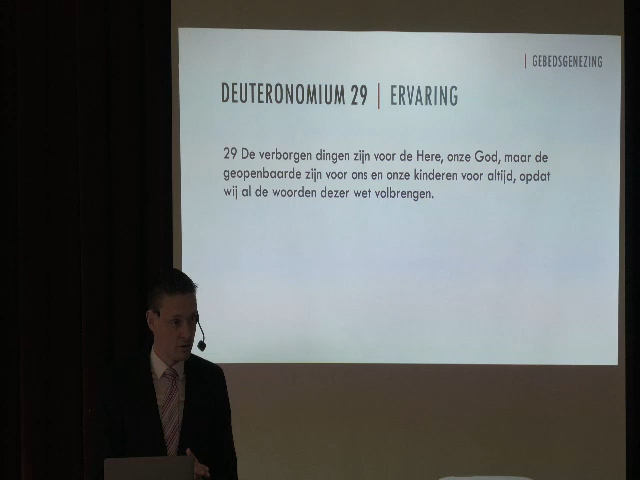 | GEBEDSGENEZING
DEUTERONOMIUM 29 | ERVARING
29 De verborgen dingen zijn voor de Here, onze God, maar de
geopenbaarde zijn voor ons en onze kinderen voor altijd, opdat
wij al de woorden dezer wet volbrengen.